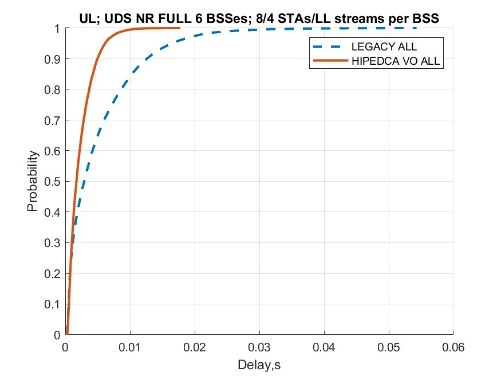 UL; UDS NR FULL 6 BSSes; 8/4 STAs/LL streams per BSS
LEGACY ALL
HIPEDCA VO ALL
1
0.9
0.8
0.7
0.6
0.5
0.4
0.3
0.2
0.1
0
Probability
0 0.01 0.02 0.03 0.04 0.05 0.06
Delay,s